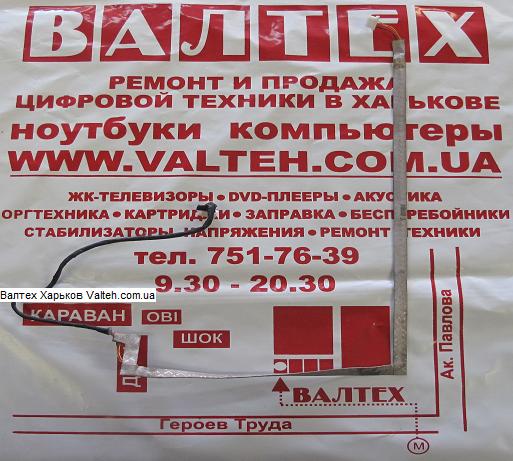 ВАЛТЕХ
РЕМОНТ И ПРОДАЖА
ЦИФРОВОЙ ТЕХНИКИ В ХАРЬКОВЕ
ноутбуки компьютеры
WWW.VALTEH.COM.UA
ЖК-ТЕЛЕВИЗОРЫ • DVD-ПЛЕЕРЫ • АКУСТИКА
ОРГТЕХНИКА • КАРТРИДЖИ • ЗАПРАВКА • БЕСПЕРЕБОЙНИКИ
СТАБИЛИЗАТОРЫ НАПРЯЖЕНИЯ • РЕМОНТ ТЕХНИКИ
тел. 751-76-39
9.30 - 20.30
Валтех Харьков Valteh.com.ua
КАРАВАН
ОВІ
ШОК
Ак. Павлова
ВАЛТЕХ
Героев Труда
М